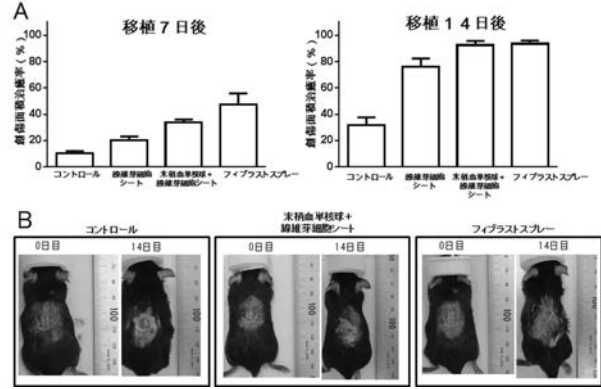 A
移植7日後
創傷面積治癒率(%)
100
80
60
40
20
0
コントロール
線維芽細胞
シート
末梢血単核球+
線維芽細胞シート
フィブラストスプレー
移植14日後
創傷面積治癒率(%)
100
80
60
40
20
0
コントロール
線維芽細胞
シート
末梢血単核球+
線維芽細胞シート
フィブラストスプレー
B
コントロール
0日目
14日目
100
100
末梢血単核球+
線維芽細胞シート
0日目
14日目
100
100
フィブラストスプレー
0日目
14日目
100